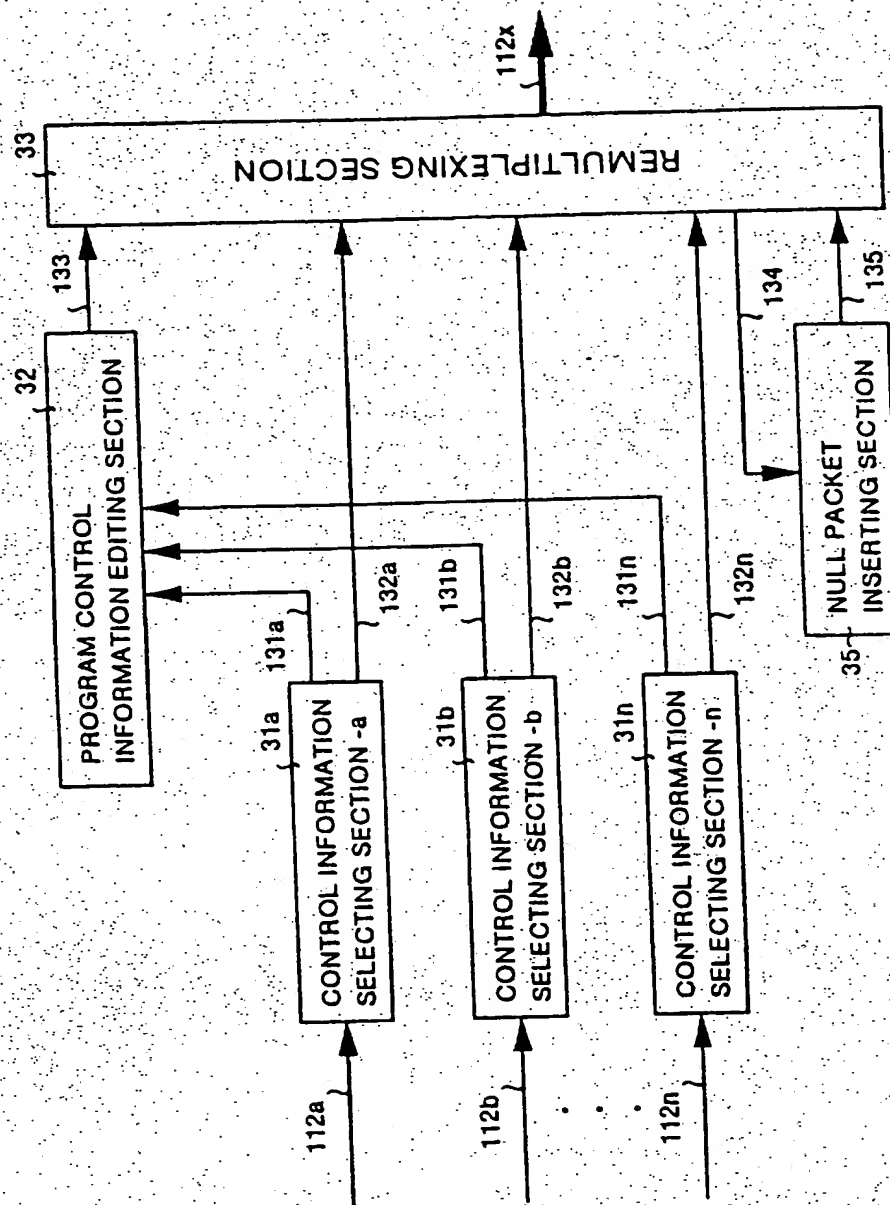 32
PROGRAM CONTROL
INFORMATION EDITING SECTION
133
33
REMULTIPLEXING SECTION
112x
112a
31a
CONTROL INFORMATION
SELECTING SECTION -a
131a
132a
112b
31b
CONTROL INFORMATION
SELECTING SECTION -b
131b
132b
112n
31n
CONTROL INFORMATION
SELECTING SECTION -n
131n
132n
134
35
NULL PACKET
INSERTING SECTION
135